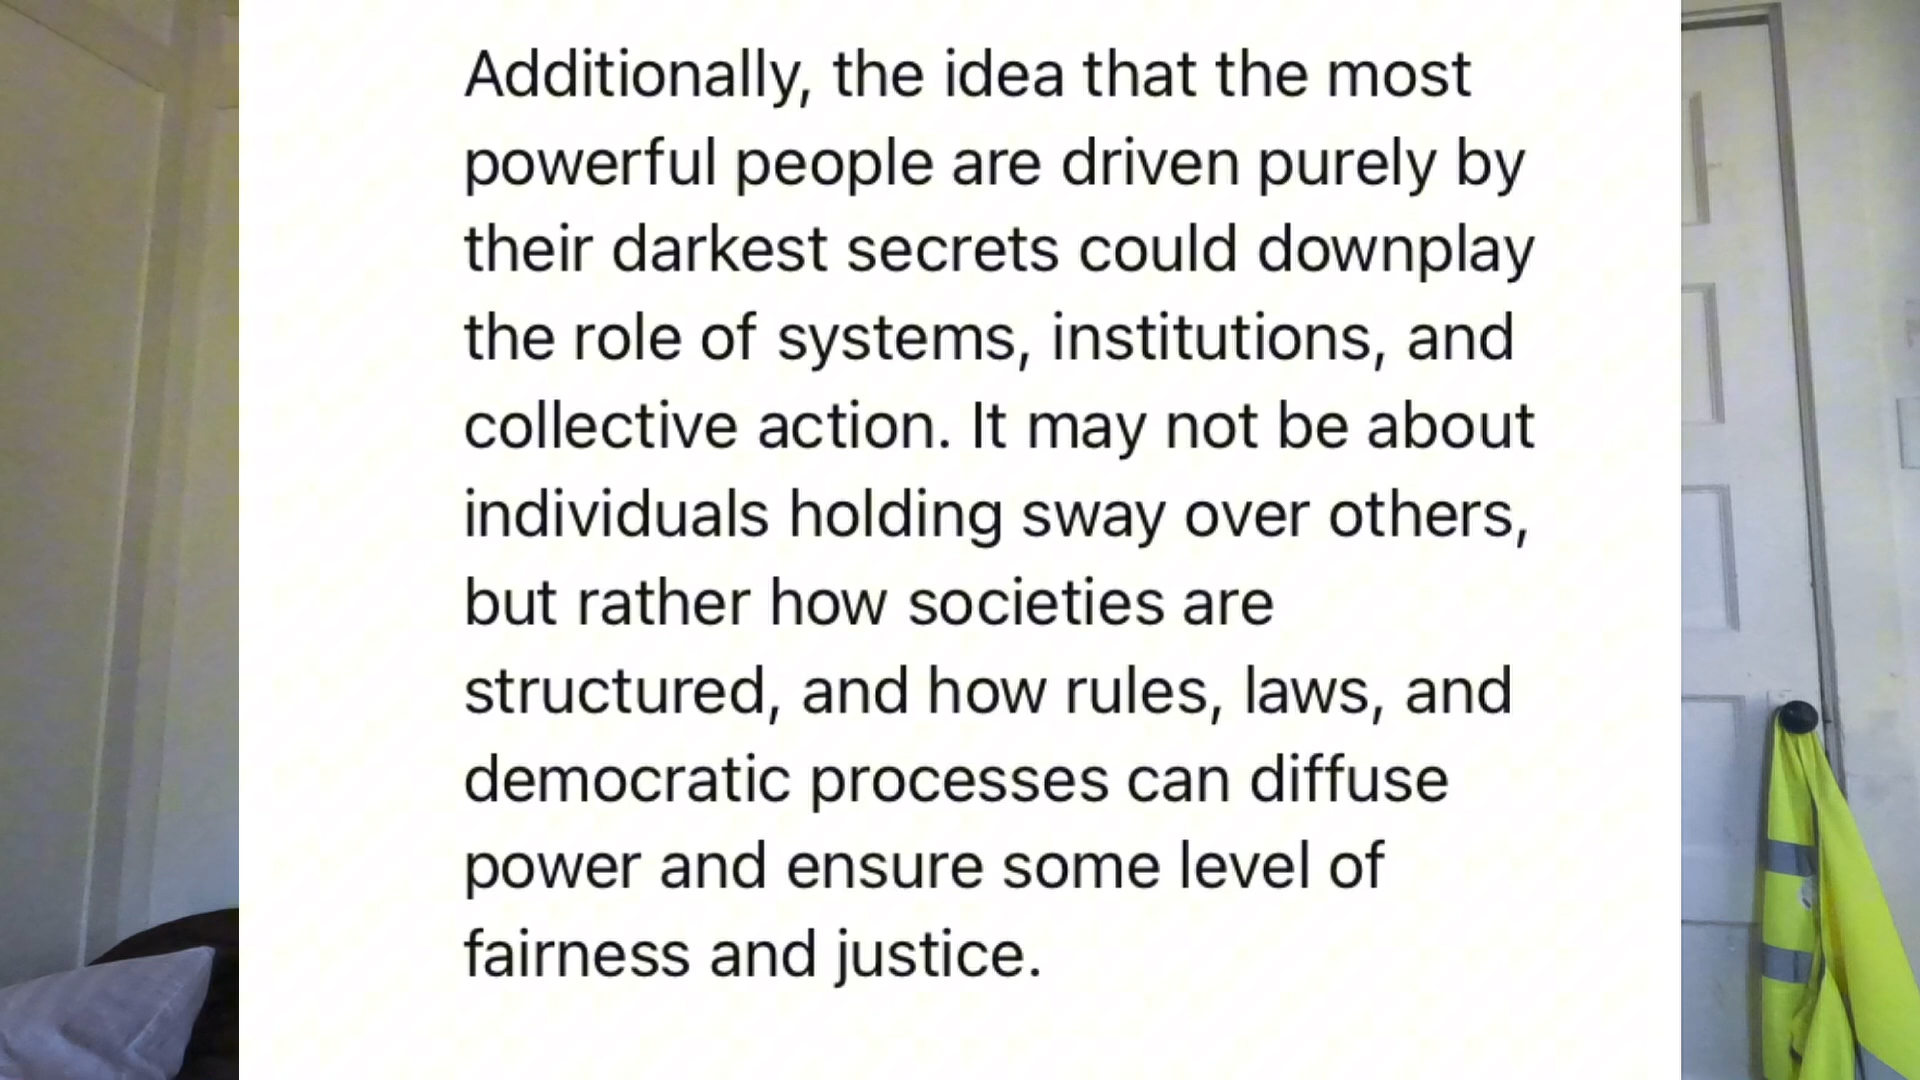 Additionally, the idea that the most
powerful people are driven purely by
their darkest secrets could downplay
the role of systems, institutions, and
collective action. It may not be about
individuals holding sway over others,
but rather how societies are
structured, and how rules, laws, and
democratic processes can diffuse
power and ensure some level of
fairness and justice.